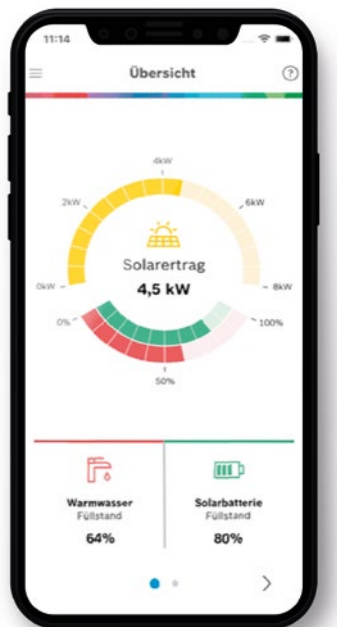 11:14
Übersicht
?
4kW
2kW
6kW
Solarertrag
0kW
4,5 kW
8kW
0%
100%
50%
Warmwasser
Füllstand
64%
Solarbatterie
Füllstand
80%